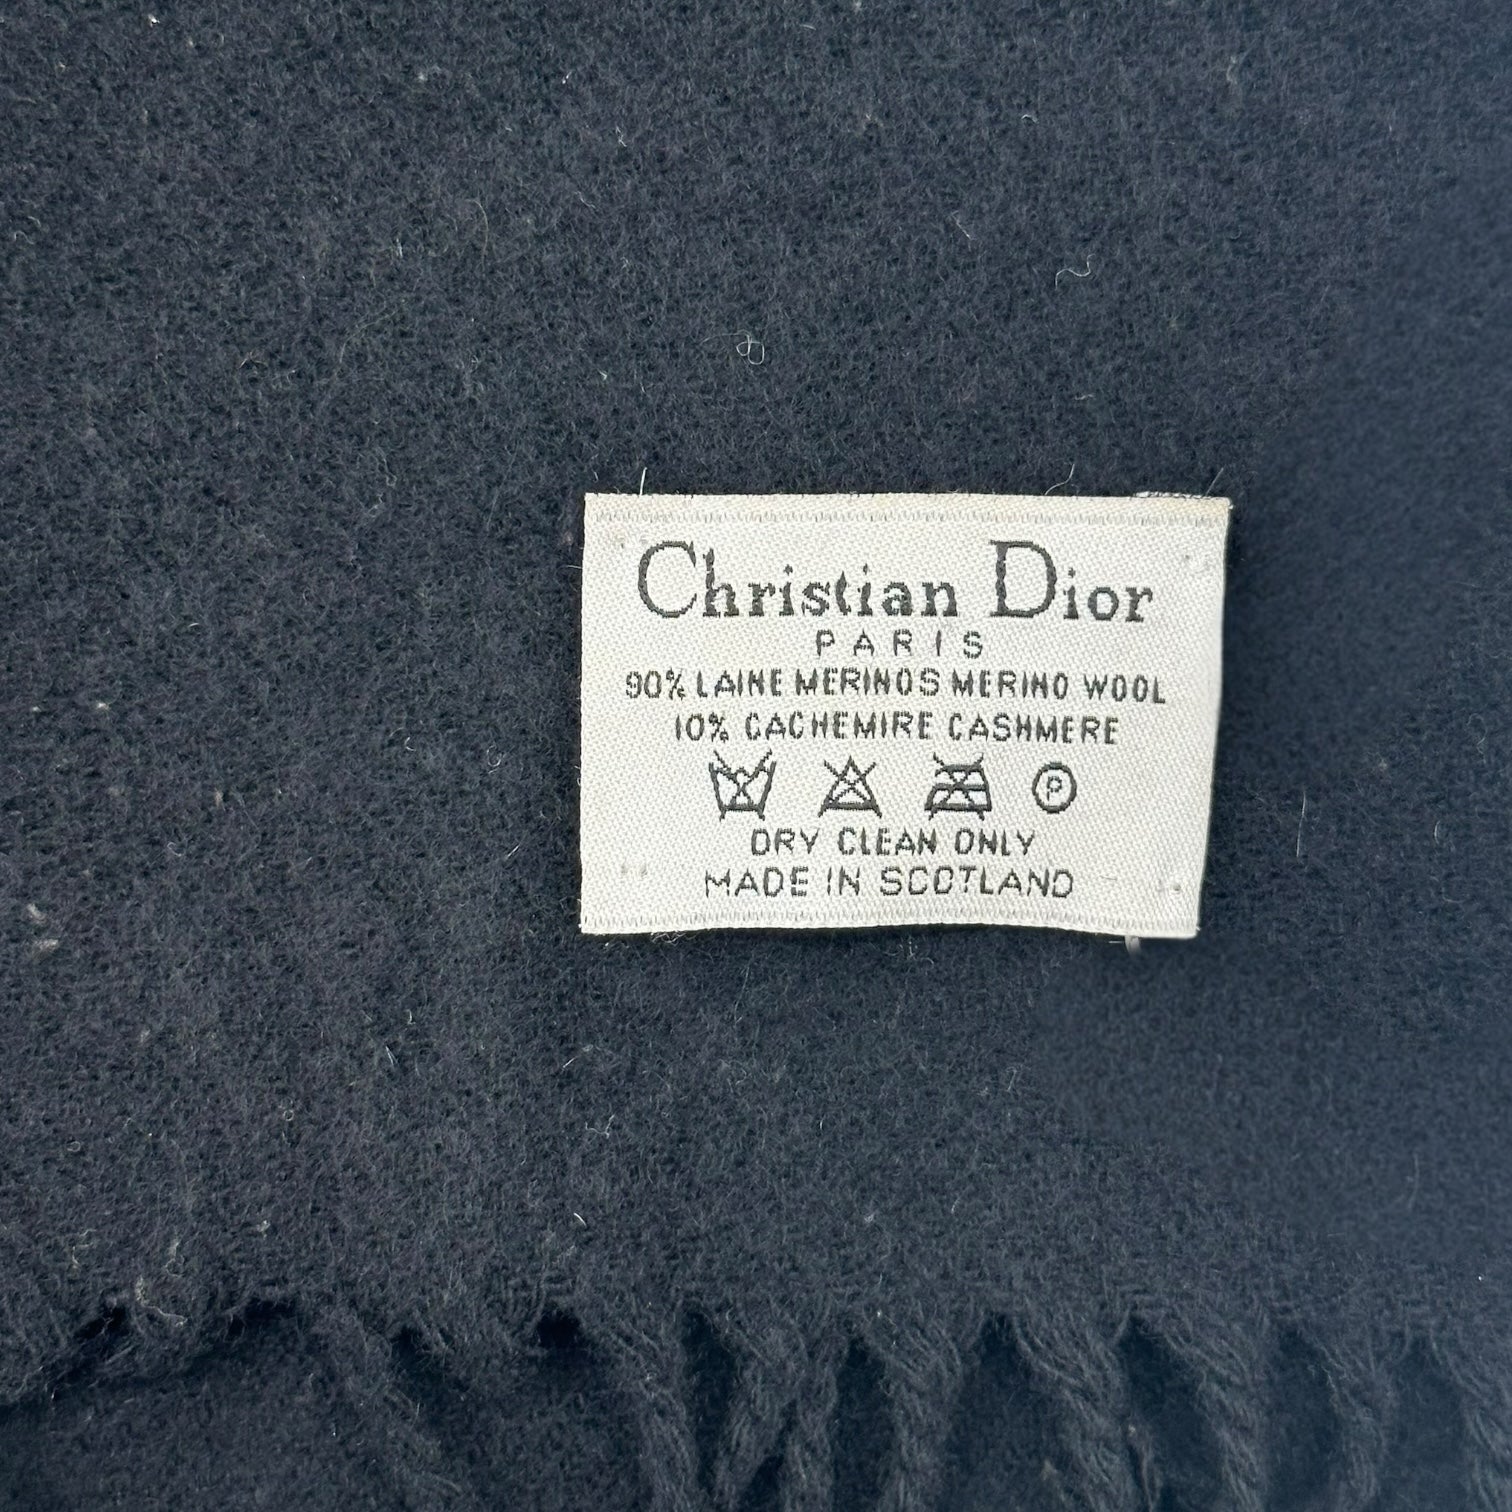 Christian Dior
PARIS
90% LAINE MERINOS MERINO WOOL
10% CACHEMIRE CASHMERE
P
DRY CLEAN ONLY
MADE IN SCOTLAND